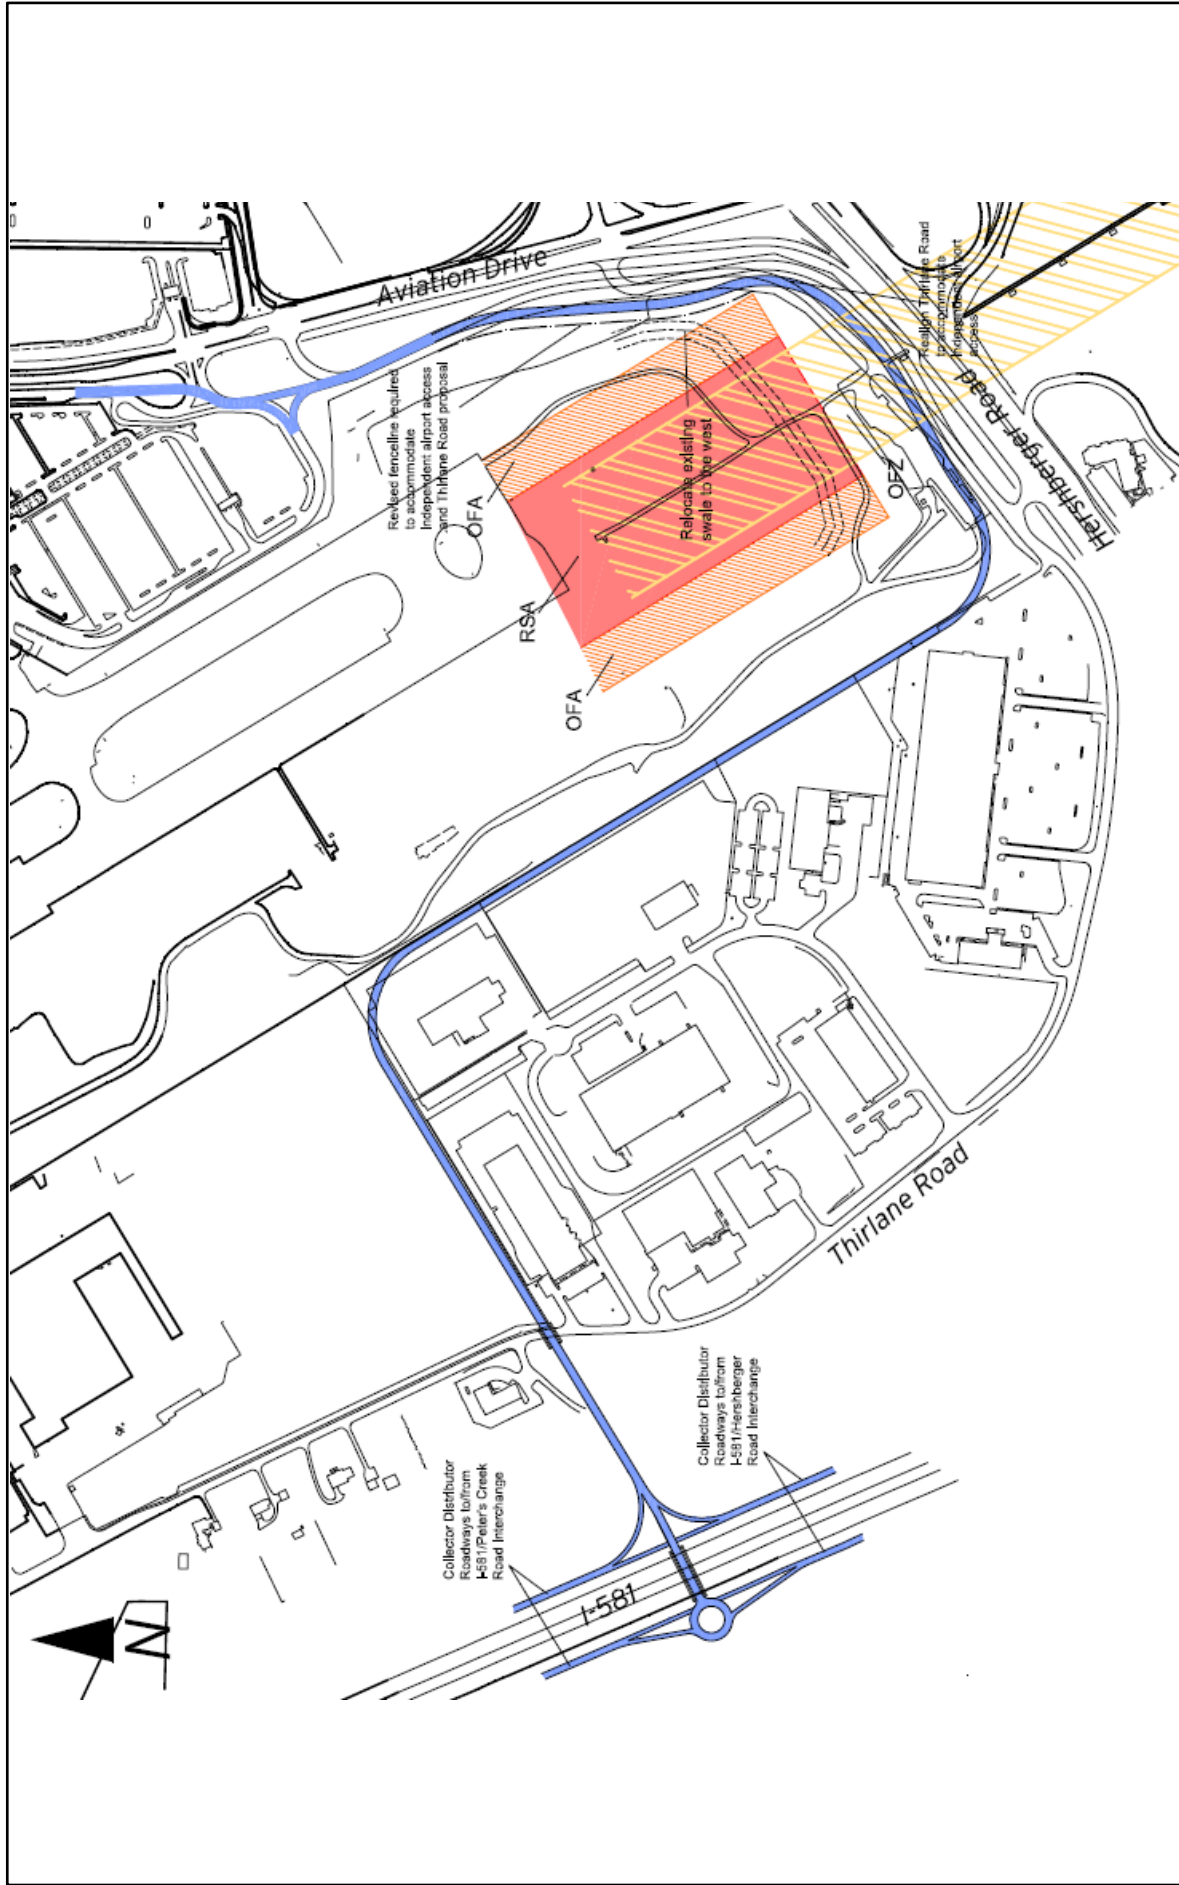 Aviation Drive
Revised fenceline required
to accommodate
Independent airport access
and Thirlane Road proposal
OFA
RSA
OFA
Relocate existing
swale to the west
OFZ
Realign Thirlane Road
to accommodate
independent airport
access
Hershberger Road
Thirlane Road
Collector Distributor
Roadways to/from
I-581/Hershberger
Road Interchange
Collector Distributor
Roadways to/from
I-581/Peter's Creek
Road Interchange
I-581
N